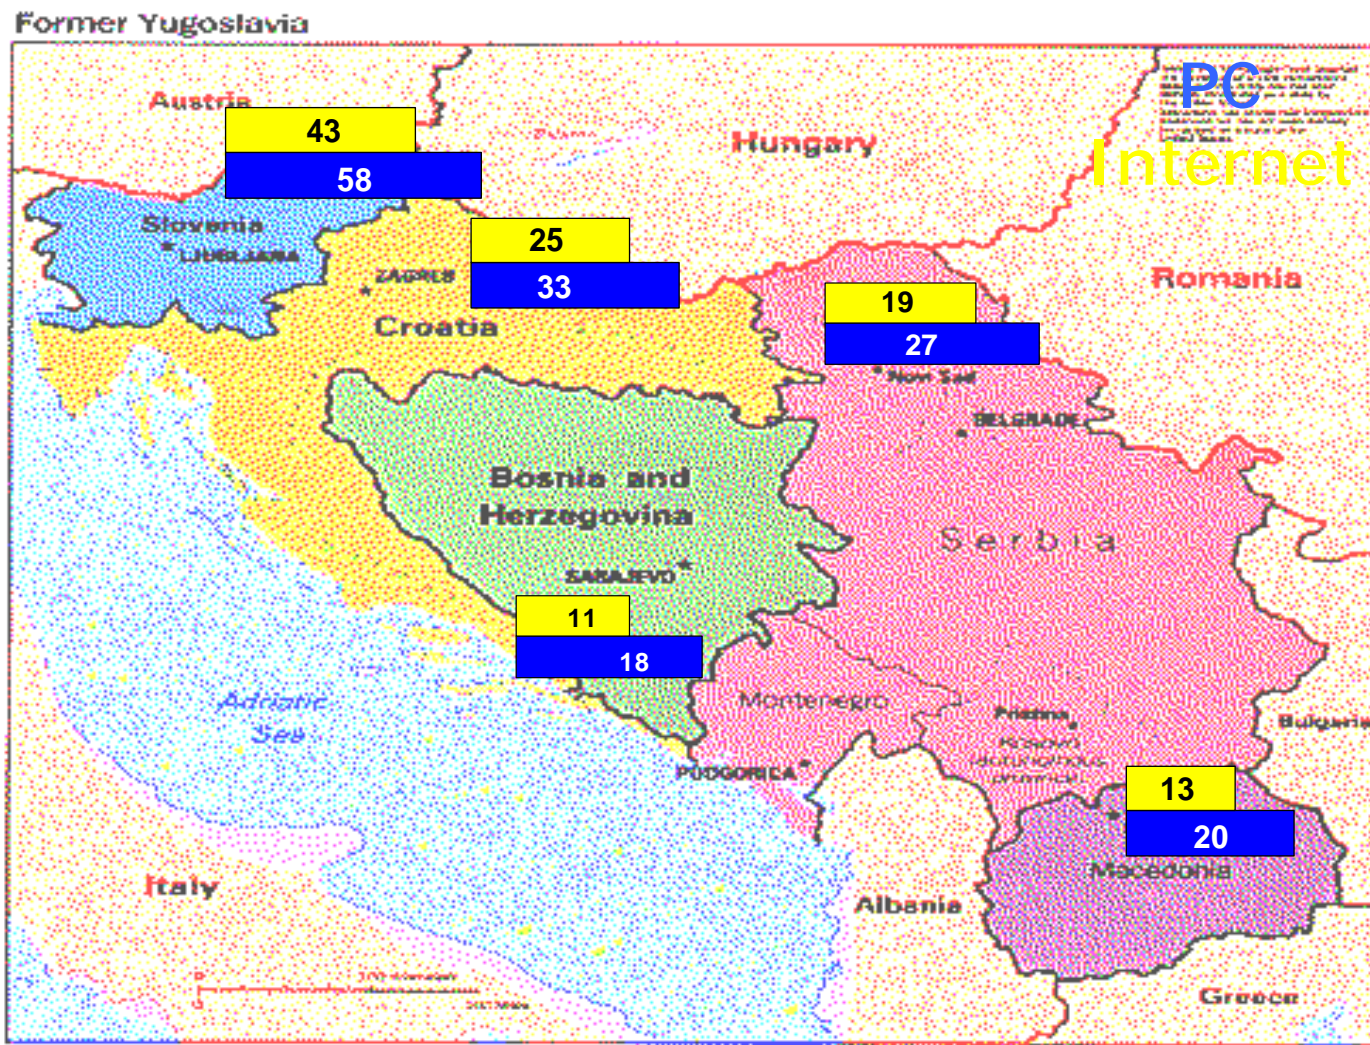 Former Yugoslavia
PC
Austria
43
Hungary
Internet
58
Slovenia
LJUBLJANA
25
ZAGREB
33
Romania
19
Croatia
27
Novi Sad
BELGRADE
Bosnia and
Herzegovina
Serbia
SARAJEVO
11
18
Adriatic
Sea
Montenegro
Pristina
Kosovo
Bulgaria
PODGORICA
13
20
Macedonia
Italy
Albania
Greece